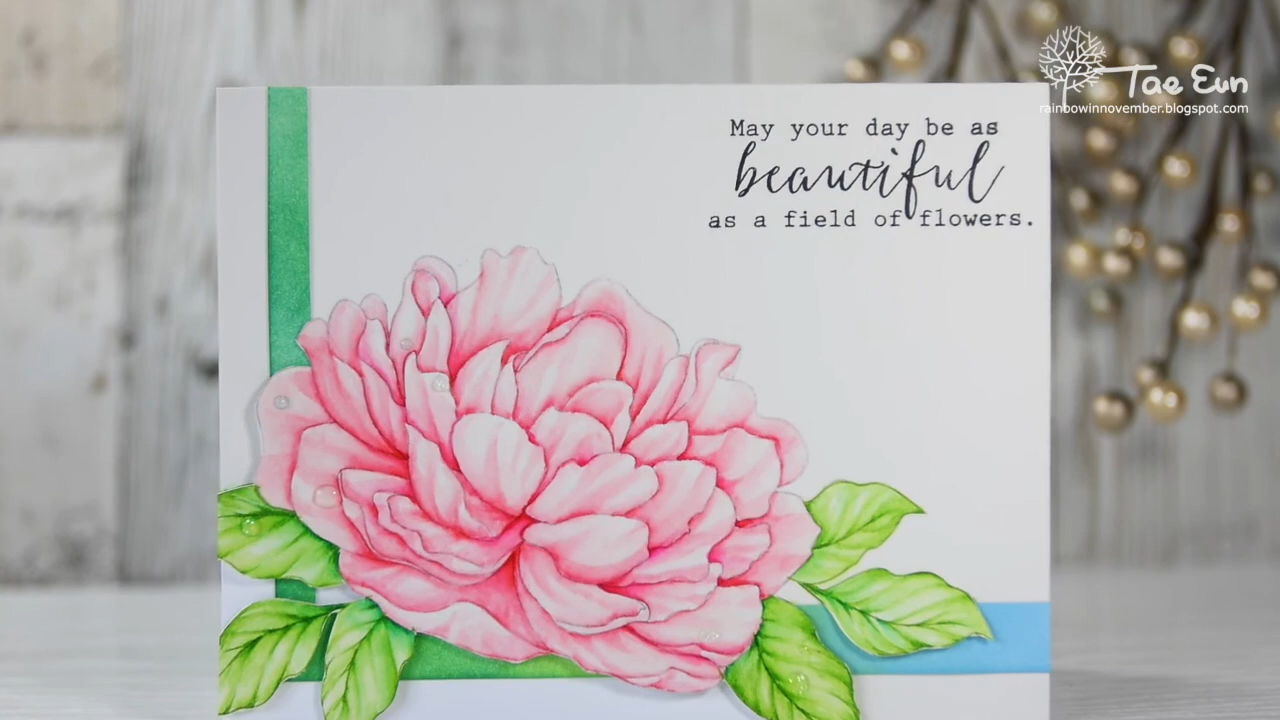 Tae Eun
rainbowinnovember.blogspot.com
May your day be as
beautiful
as a field of flowers.